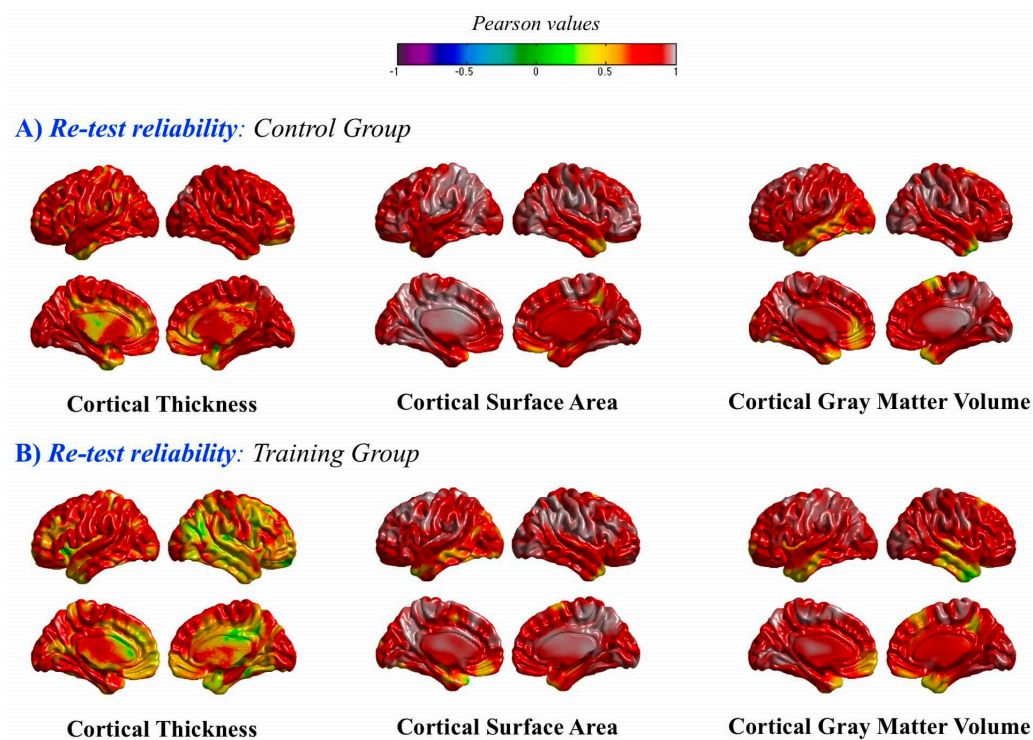 Pearson values
-1 -0.5 0 0.5 1
A) Re-test reliability: Control Group
Cortical Thickness Cortical Surface Area Cortical Gray Matter Volume
B) Re-test reliability: Training Group
Cortical Thickness Cortical Surface Area Cortical Gray Matter Volume